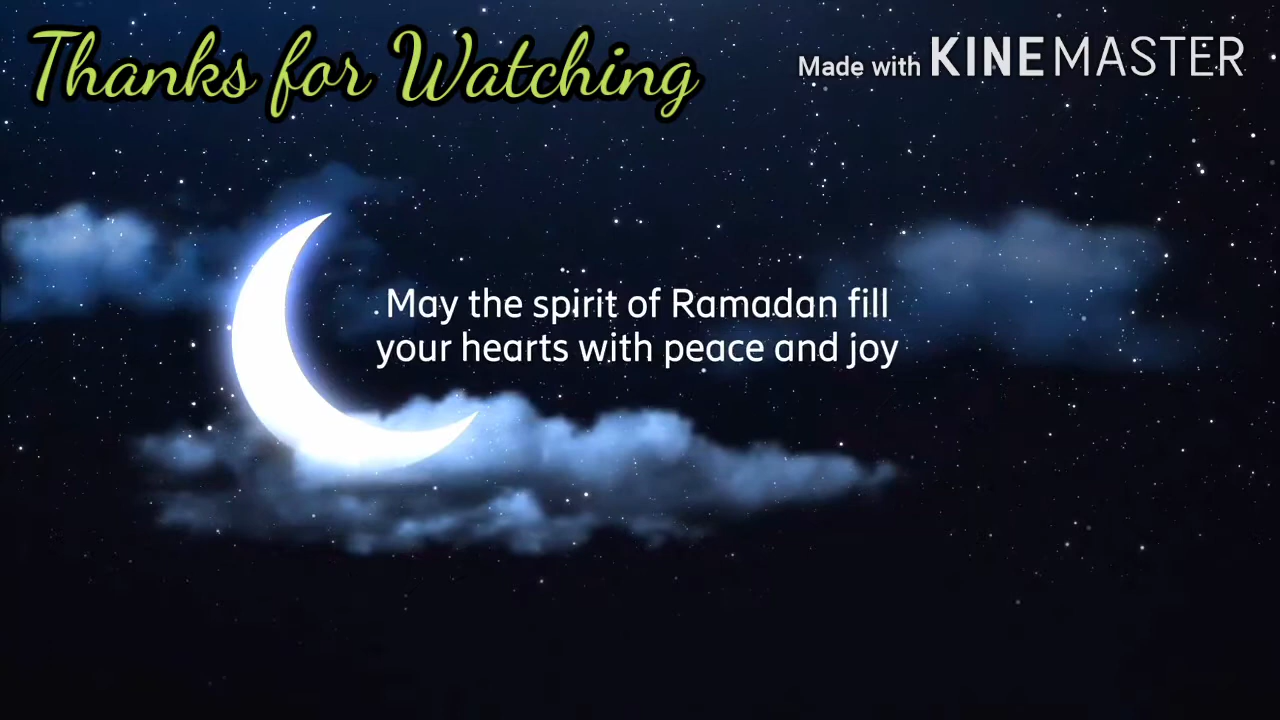 Thanks for Watching
Made with KINEMASTER
May the spirit of Ramadan fill
your hearts with peace and joy